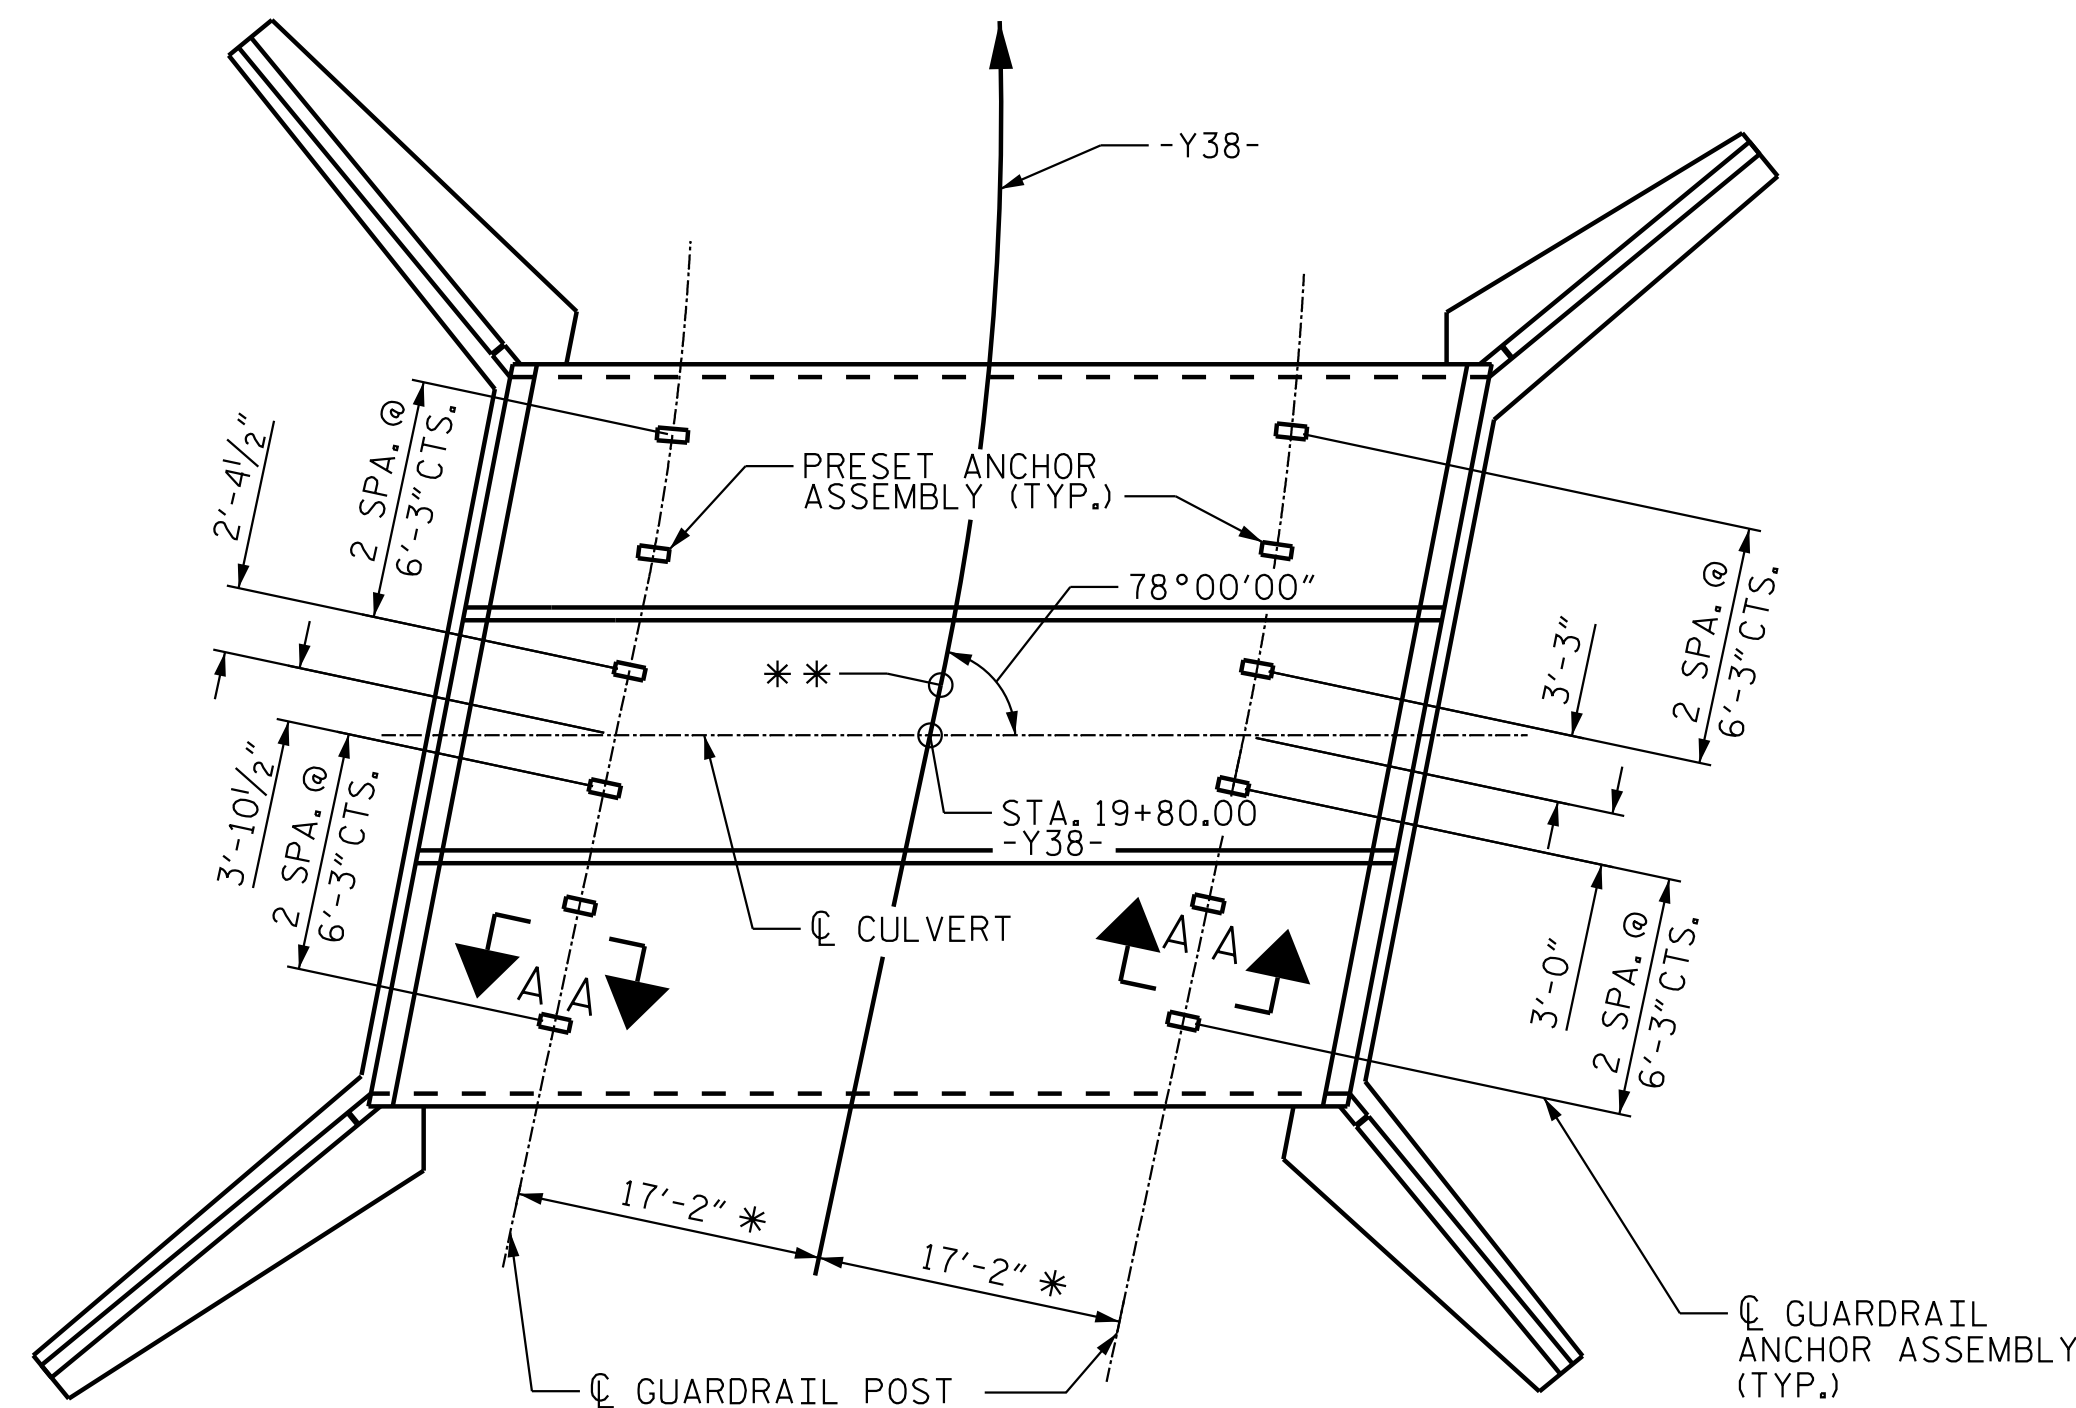 -Y38-
2'-4½"
2 SPA. @
6'-3"CTS.
PRESET ANCHOR
ASSEMBLY (TYP.)
78°00'00"
**
2 SPA. @
6'-3"CTS.
3'-3"
3'-10½"
2 SPA. @
6'-3"CTS.
STA. 19+80.00
-Y38-
℄ CULVERT
A A
A A
3'-0"
2 SPA. @
6'-3"CTS.
17'-2" *
17'-2" *
℄ GUARDRAIL POST
℄ GUARDRAIL
ANCHOR ASSEMBLY
(TYP.)